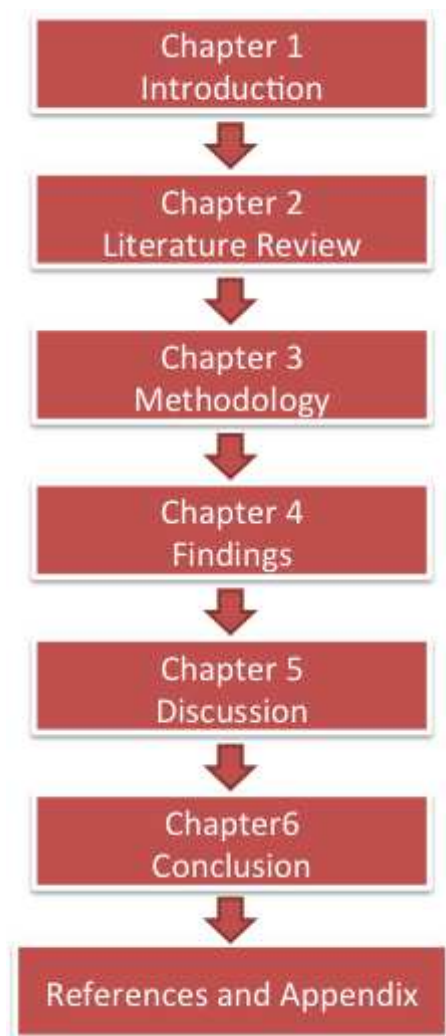 Chapter 1
Introduction
Chapter 2
Literature Review
Chapter 3
Methodology
Chapter 4
Findings
Chapter 5
Discussion
Chapter6
Conclusion
References and Appendix